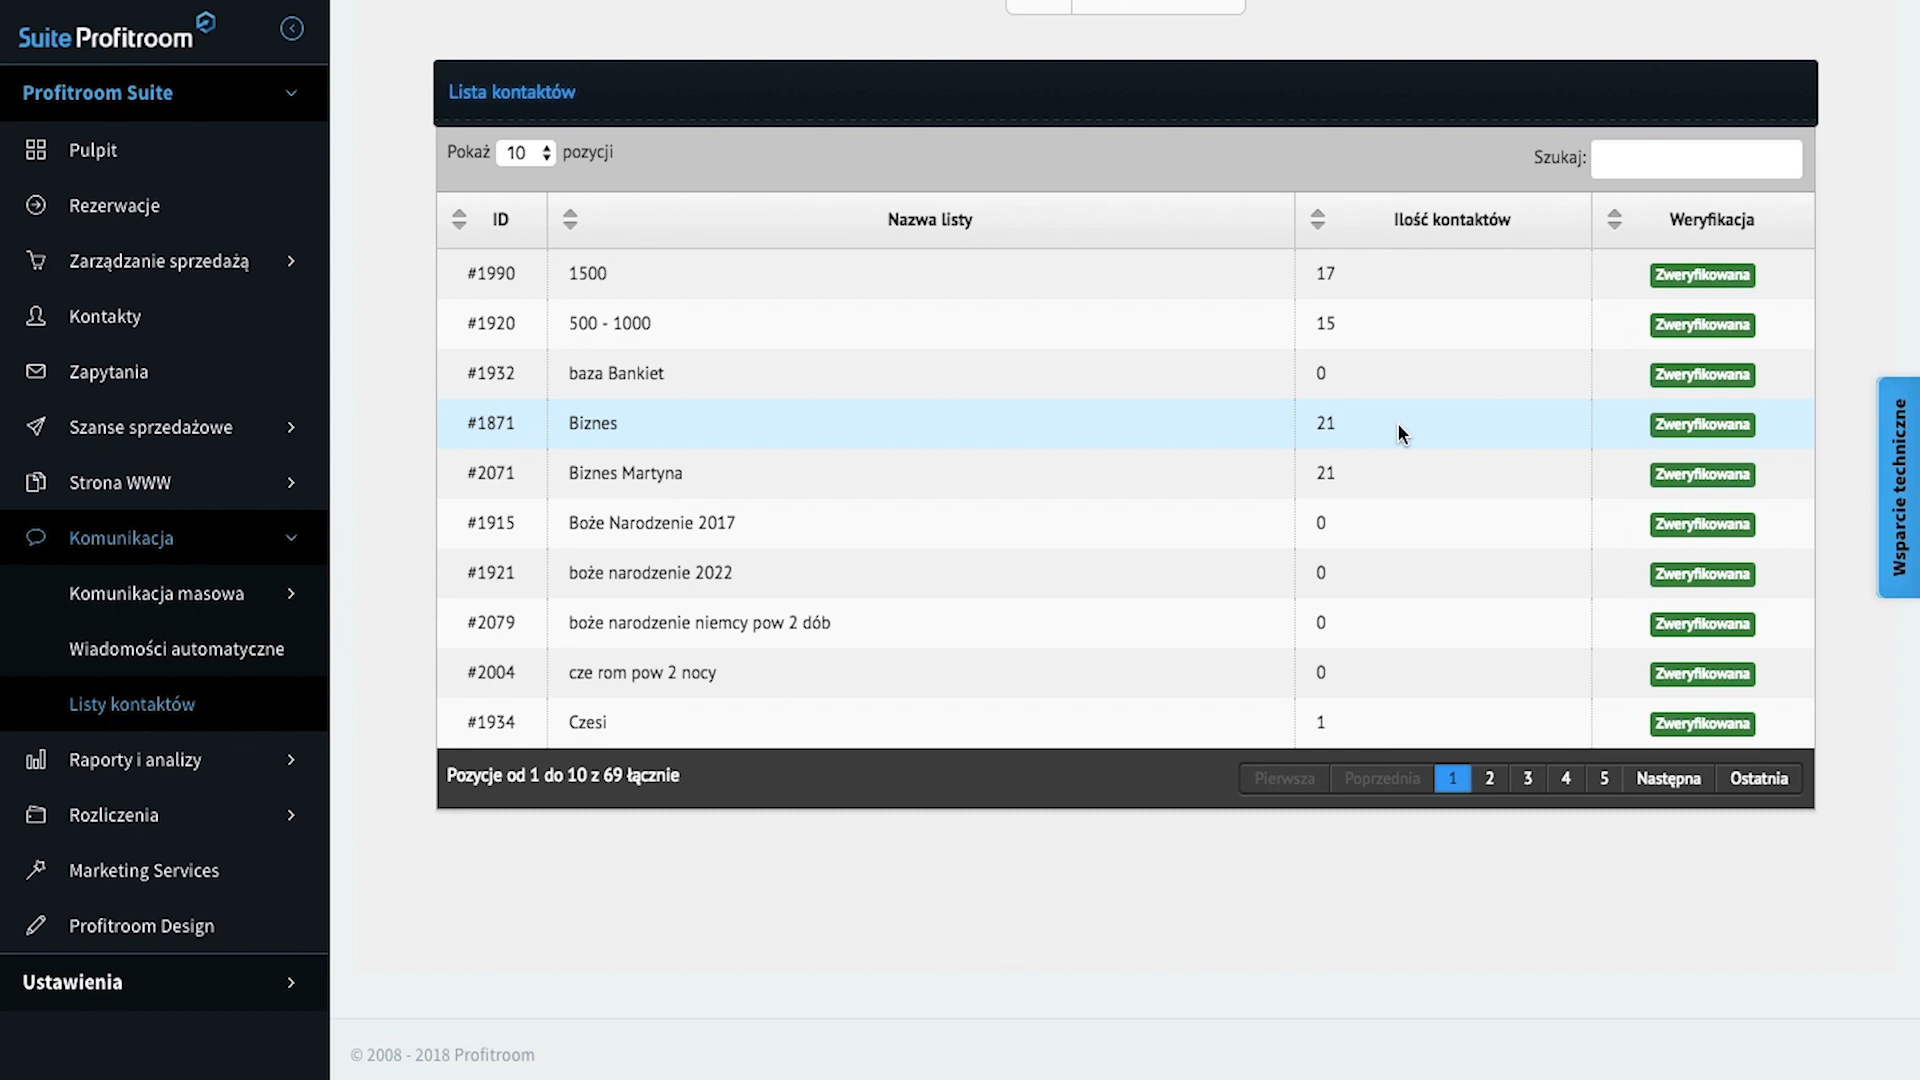 Suite Profitroom
Profitroom Suite
Pulpit
Rezerwacje
Zarządzanie sprzedażą
Kontakty
Zapytania
Szanse sprzedażowe
Strona WWW
Komunikacja
Komunikacja masowa
Wiadomości automatyczne
Listy kontaktów
Raporty i analizy
Rozliczenia
Marketing Services
Profitroom Design
Ustawienia
Lista kontaktów
Pokaż 10 pozycji Szukaj:
ID Nazwa listy Ilość kontaktów Weryfikacja
#1990 1500 17 Zweryfikowana
#1920 500 - 1000 15 Zweryfikowana
#1932 baza Bankiet 0 Zweryfikowana
#1871 Biznes 21 Zweryfikowana
#2071 Biznes Martyna 21 Zweryfikowana
#1915 Boże Narodzenie 2017 0 Zweryfikowana
#1921 boże narodzenie 2022 0 Zweryfikowana
#2079 boże narodzenie niemcy pow 2 dób 0 Zweryfikowana
#2004 cze rom pow 2 nocy 0 Zweryfikowana
#1934 Czesi 1 Zweryfikowana
Pozycje od 1 do 10 z 69 łącznie Pierwsza Poprzednia 1 2 3 4 5 Następna Ostatnia
Wsparcie techniczne
© 2008 - 2018 Profitroom